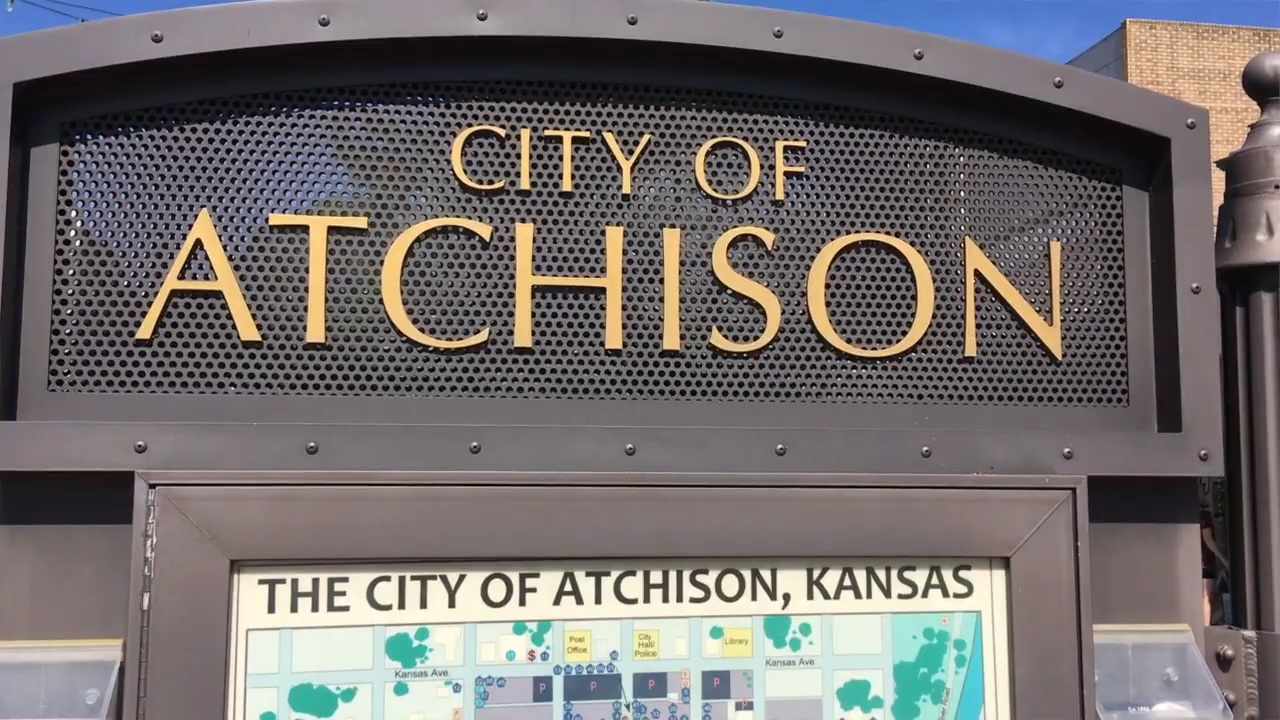 CITY OF
ATCHISON
THE CITY OF ATCHISON, KANSAS
Post
Office
City
Hall/
Police
Library
Kansas Ave.
Kansas Ave.
$
P
P
P
P